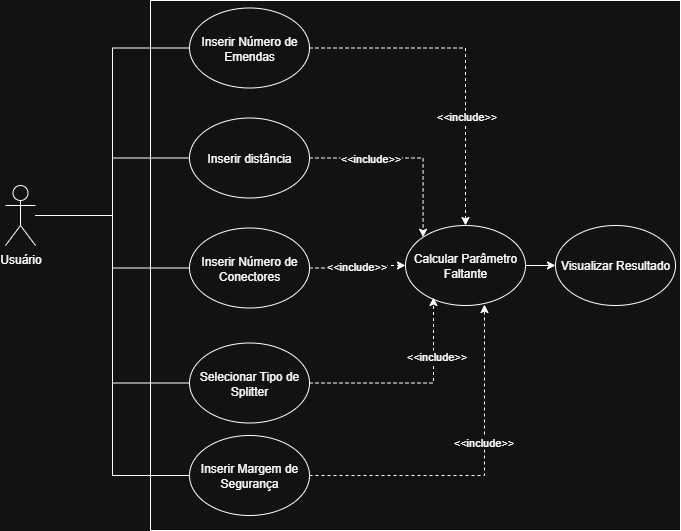 Inserir Número de
Emendas
<<include>>
Inserir distância
<<include>>
Usuário
Inserir Número de
Conectores
<<include>>
Calcular Parâmetro
Faltante
Visualizar Resultado
<<include>>
Selecionar Tipo de
Splitter
<<include>>
Inserir Margem de
Segurança